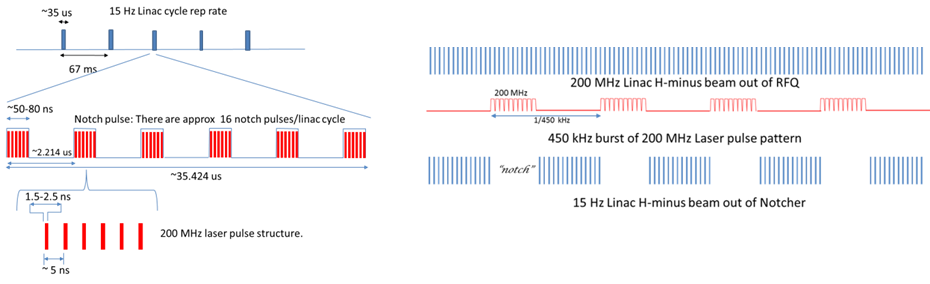 ~35 us
15 Hz Linac cycle rep rate
67 ms
~50-80 ns
Notch pulse: There are approx 16 notch pulses/linac cycle
~2.214 us
~35.424 us
1.5-2.5 ns
200 MHz laser pulse structure.
~ 5 ns
200 MHz Linac H-minus beam out of RFQ
200 MHz
1/450 kHz
450 kHz burst of 200 MHz Laser pulse pattern
"notch"
15 Hz Linac H-minus beam out of Notcher